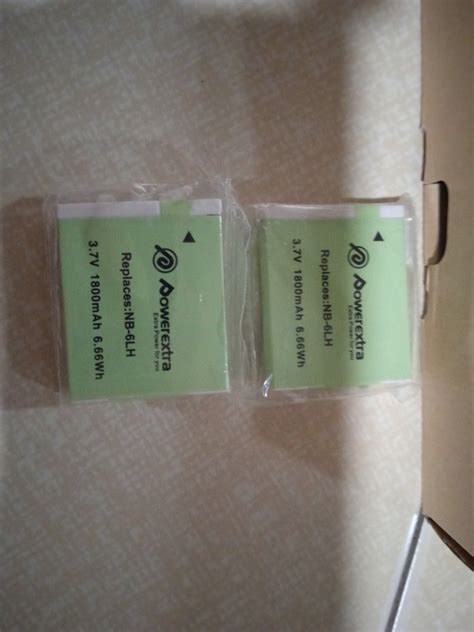 Powerextra
Extra Power for you
Replaces:NB-6LH
3.7V 1800mAh 6.66Wh
Powerextra
Extra Power for you
Replaces:NB-6LH
3.7V 1800mAh 6.66Wh